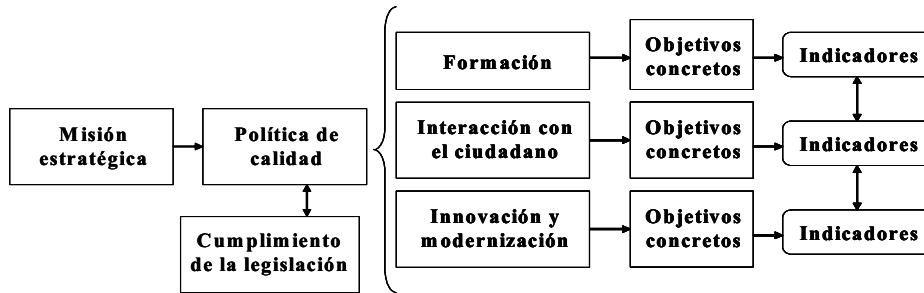 Misión
estratégica
Política de
calidad
Cumplimiento
de la legislación
Formación
Objetivos
concretos
Indicadores
Interacción con
el ciudadano
Objetivos
concretos
Indicadores
Innovación y
modernización
Objetivos
concretos
Indicadores